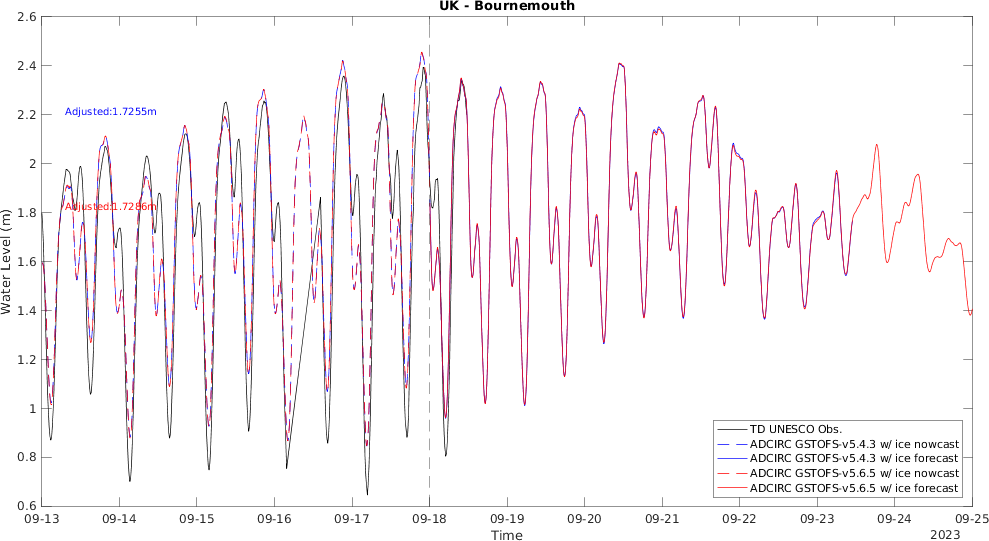 UK - Bournemouth
2.6
2.4
2.2
2
1.8
1.6
1.4
1.2
1
0.8
0.6
Water Level (m)
Adjusted:1.7255m
Adjusted:1.7286m
TD UNESCO Obs.
ADCIRC GSTOFS-v5.4.3 w/ ice nowcast
ADCIRC GSTOFS-v5.4.3 w/ ice forecast
ADCIRC GSTOFS-v5.6.5 w/ ice nowcast
ADCIRC GSTOFS-v5.6.5 w/ ice forecast
09-13 09-14 09-15 09-16 09-17 09-18 09-19 09-20 09-21 09-22 09-23 09-24 09-25
Time
2023